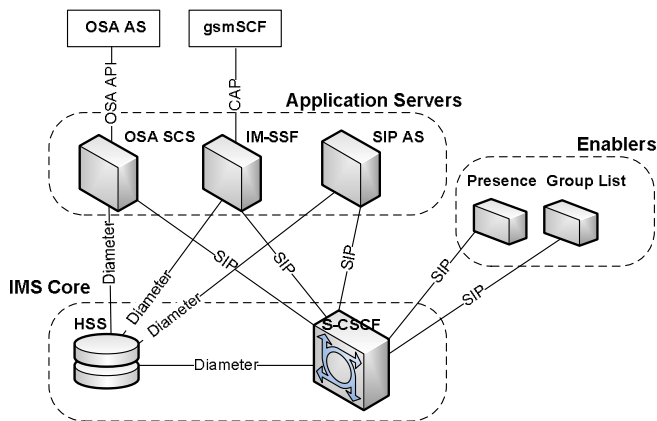 OSA AS
gsmSCF
OSA API
CAP
Application Servers
OSA SCS
IM-SSF
SIP AS
Enablers
Presence
Group List
Diameter
Diameter
Diameter
SIP
SIP
SIP
SIP
SIP
IMS Core
HSS
S-CSCF
Diameter